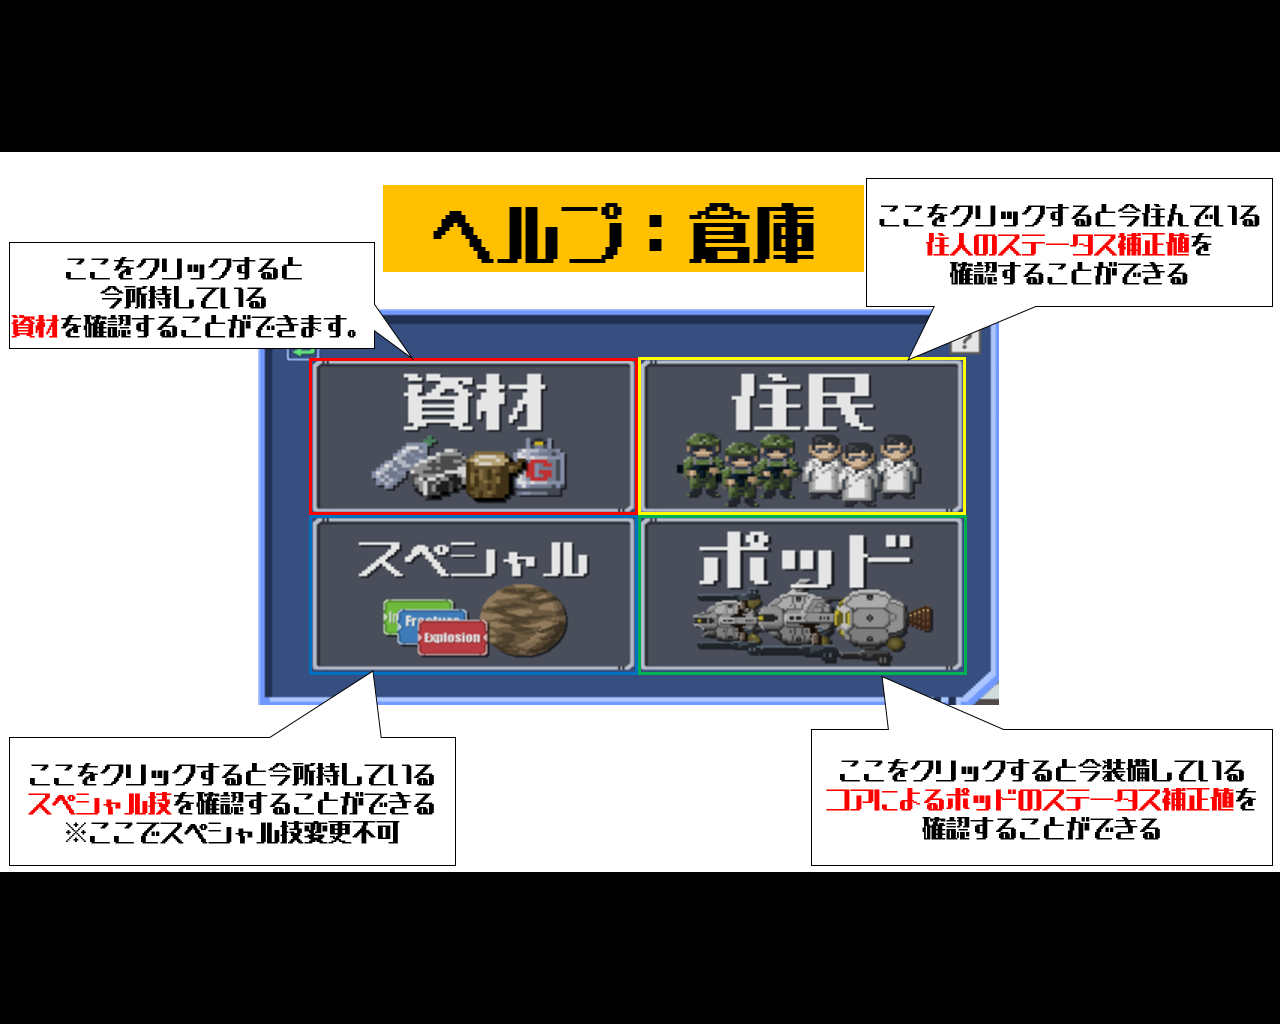 ヘルプ：倉庫
ここをクリックすると
今所持している
資材を確認することができます。
ここをクリックすると今住んでいる
住人のステータス補正値を
確認することができる
?
資材
G
住民
スペシャル
Explosion
ポッド
ここをクリックすると今所持している
スペシャル技を確認することができる
※ここでスペシャル技変更不可
ここをクリックすると今装備している
コアによるポッドのステータス補正値を
確認することができる